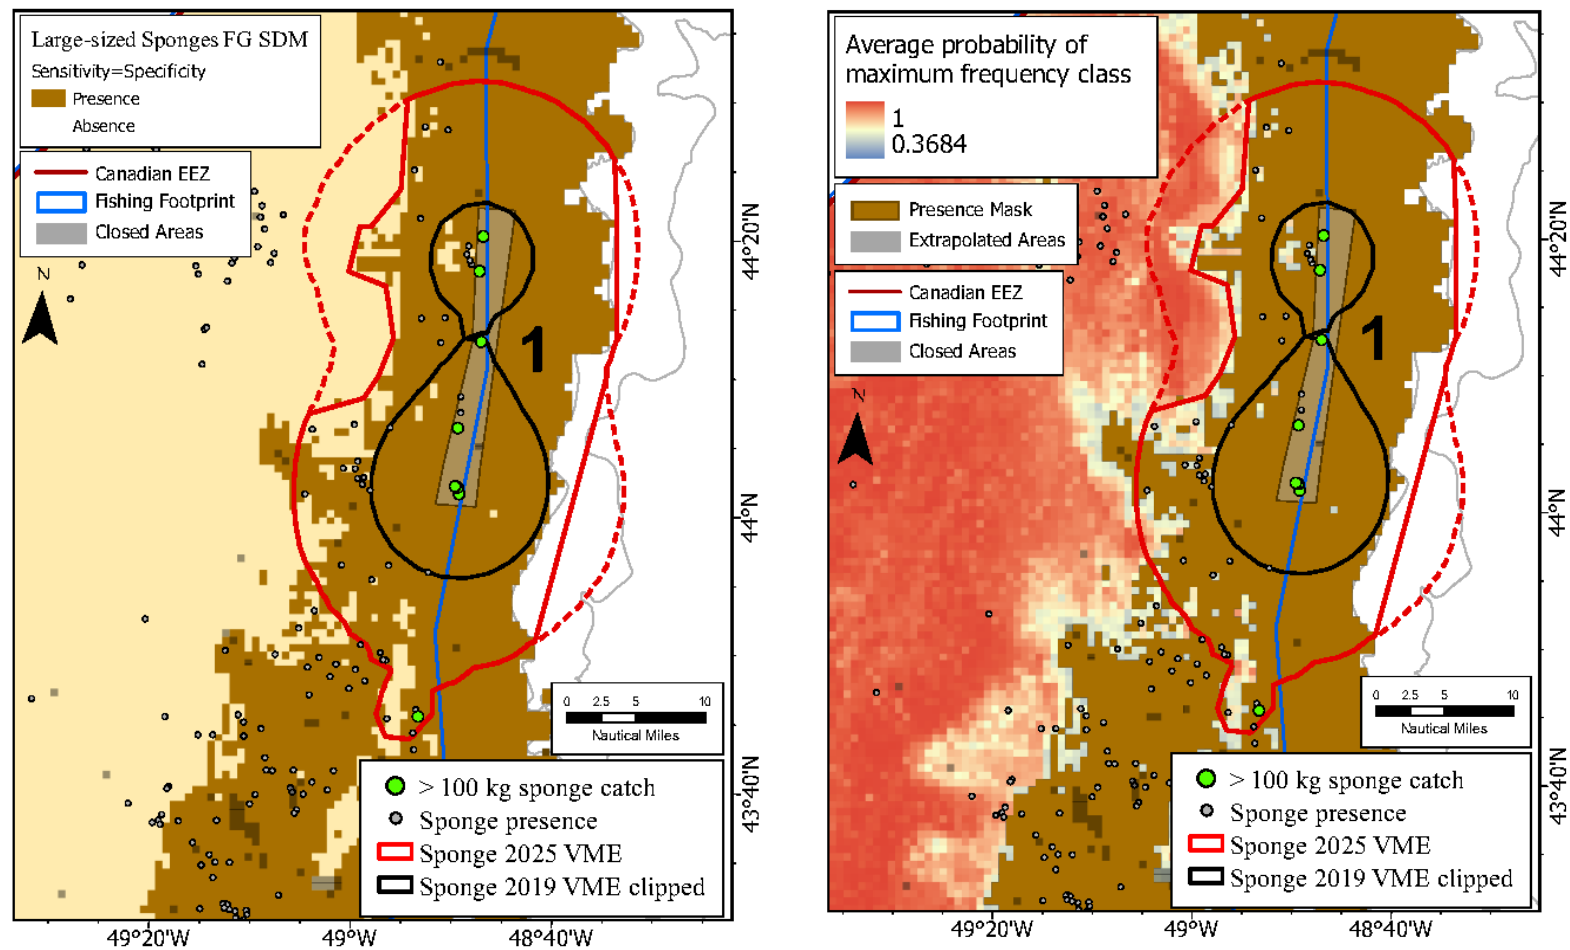 Large-sized Sponges FG SDM
Sensitivity=Specificity
Presence
Absence
Canadian EEZ
Fishing Footprint
Closed Areas
N
1
44°20'N
44°N
43°40'N
0 2.5 5 10
Nautical Miles
> 100 kg sponge catch
Sponge presence
Sponge 2025 VME
Sponge 2019 VME clipped
49°20'W 49°W 48°40'W
Average probability of
maximum frequency class
1
0.3684
Presence Mask
Extrapolated Areas
Canadian EEZ
Fishing Footprint
Closed Areas
N
1
44°20'N
44°N
43°40'N
0 2.5 5 10
Nautical Miles
> 100 kg sponge catch
Sponge presence
Sponge 2025 VME
Sponge 2019 VME clipped
49°20'W 49°W 48°40'W